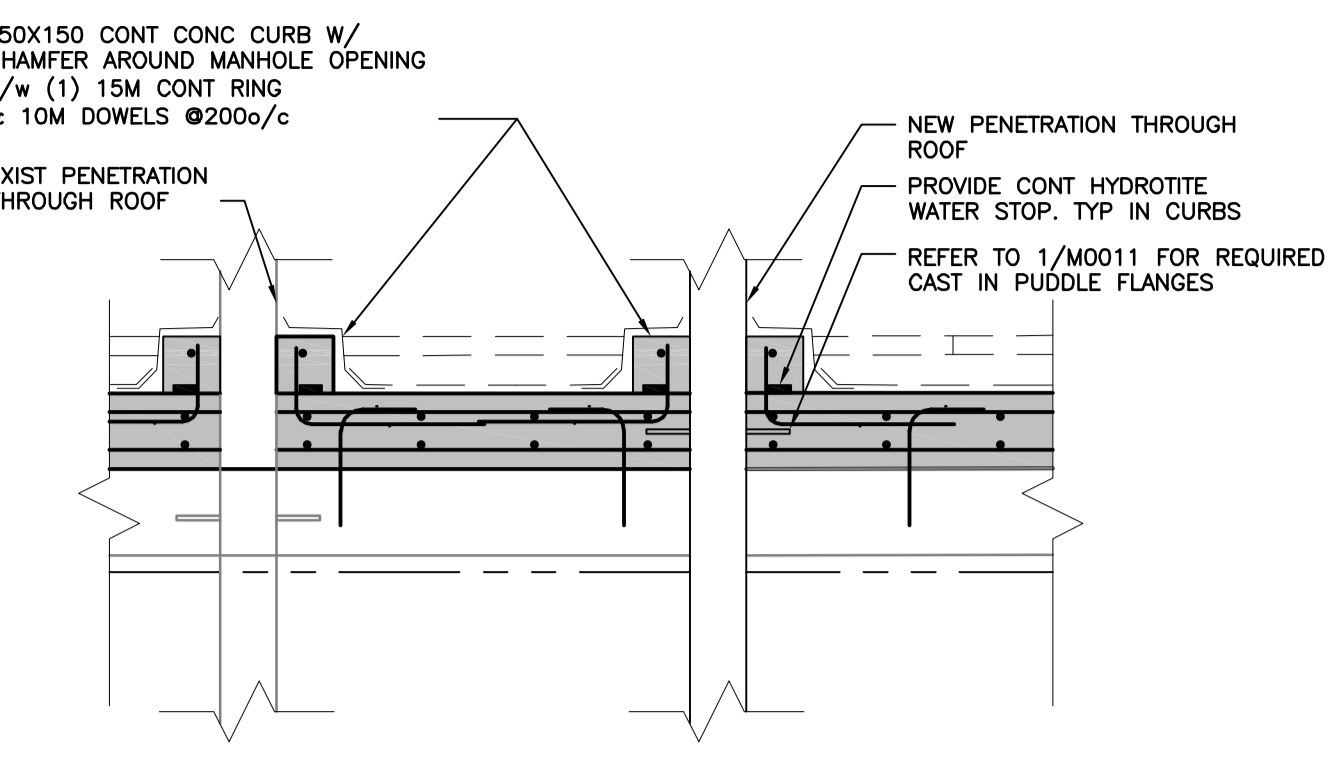 50X150 CONT CONC CURB W/
HAMFER AROUND MANHOLE OPENING
/w (1) 15M CONT RING
c 10M DOWELS @200o/c
XIST PENETRATION
HROUGH ROOF
NEW PENETRATION THROUGH
ROOF
PROVIDE CONT HYDROTITE
WATER STOP. TYP IN CURBS
REFER TO 1/M0011 FOR REQUIRED
CAST IN PUDDLE FLANGES